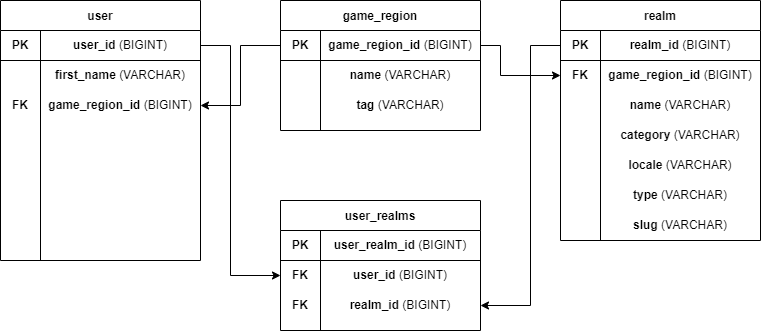 user
PK user_id (BIGINT)
first_name (VARCHAR)
FK game_region_id (BIGINT)
game_region
PK game_region_id (BIGINT)
name (VARCHAR)
tag (VARCHAR)
realm
PK realm_id (BIGINT)
FK game_region_id (BIGINT)
name (VARCHAR)
category (VARCHAR)
locale (VARCHAR)
type (VARCHAR)
slug (VARCHAR)
user_realms
PK user_realm_id (BIGINT)
FK user_id (BIGINT)
FK realm_id (BIGINT)